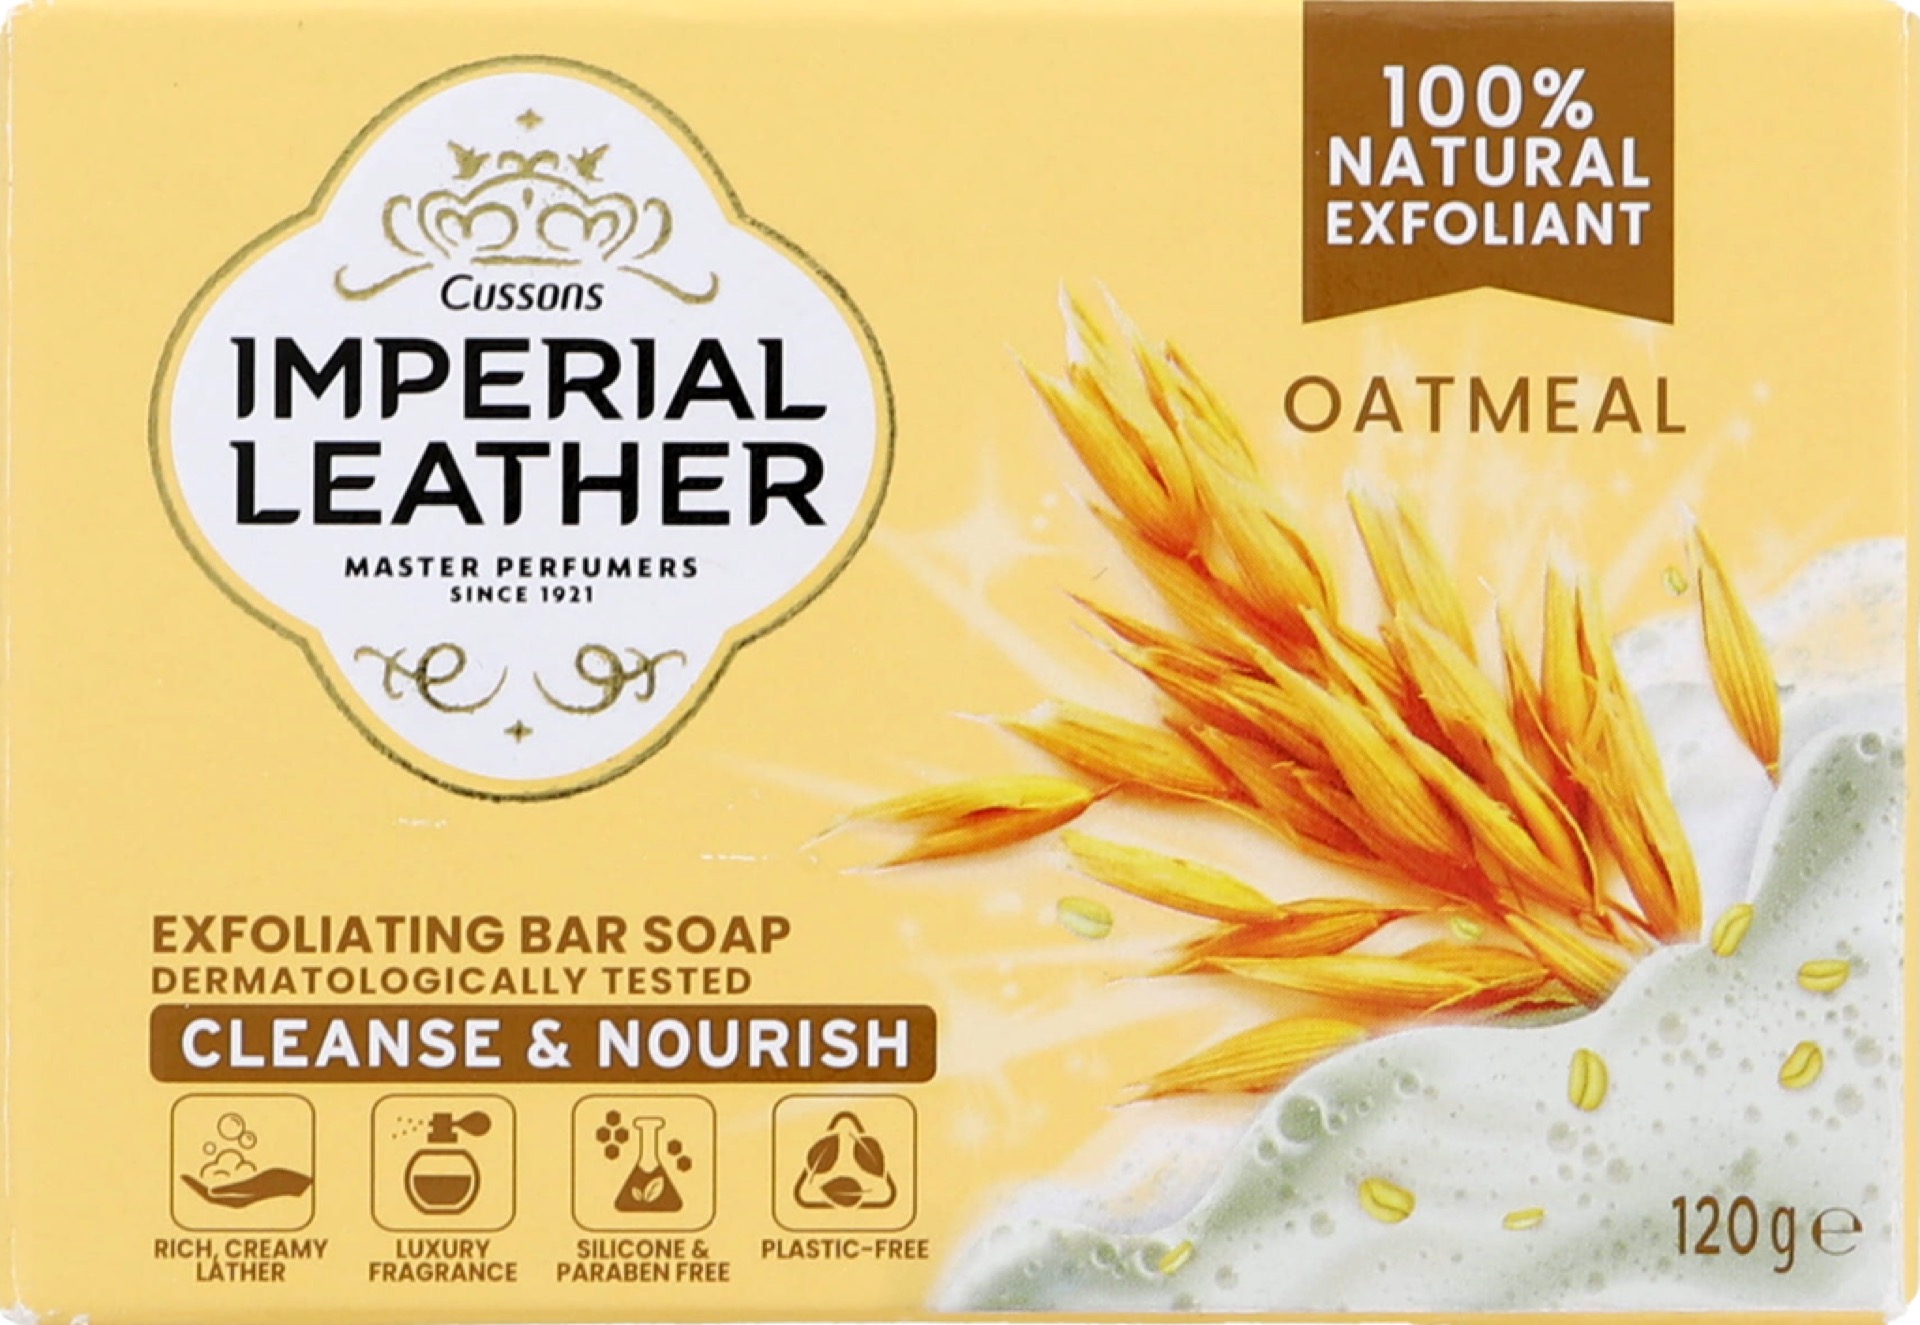 Cussons
IMPERIAL
LEATHER
MASTER PERFUMERS
SINCE 1921
100%
NATURAL
EXFOLIANT
OATMEAL
EXFOLIATING BAR SOAP
DERMATOLOGICALLY TESTED
CLEANSE & NOURISH
RICH, CREAMY
LATHER
LUXURY
FRAGRANCE
SILICONE &
PARABEN FREE
PLASTIC-FREE
120 g ℮